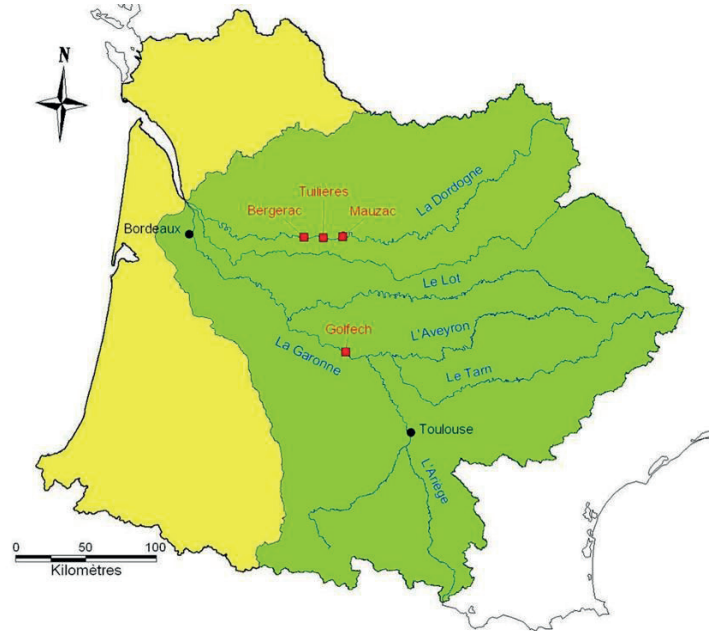 N
La Dordogne
Tuilières
Bergerac
Mauzac
Bordeaux
Le Lot
Golfech
L'Aveyron
La Garonne
Le Tarn
Toulouse
L'Ariège
0 50 100
Kilomètres